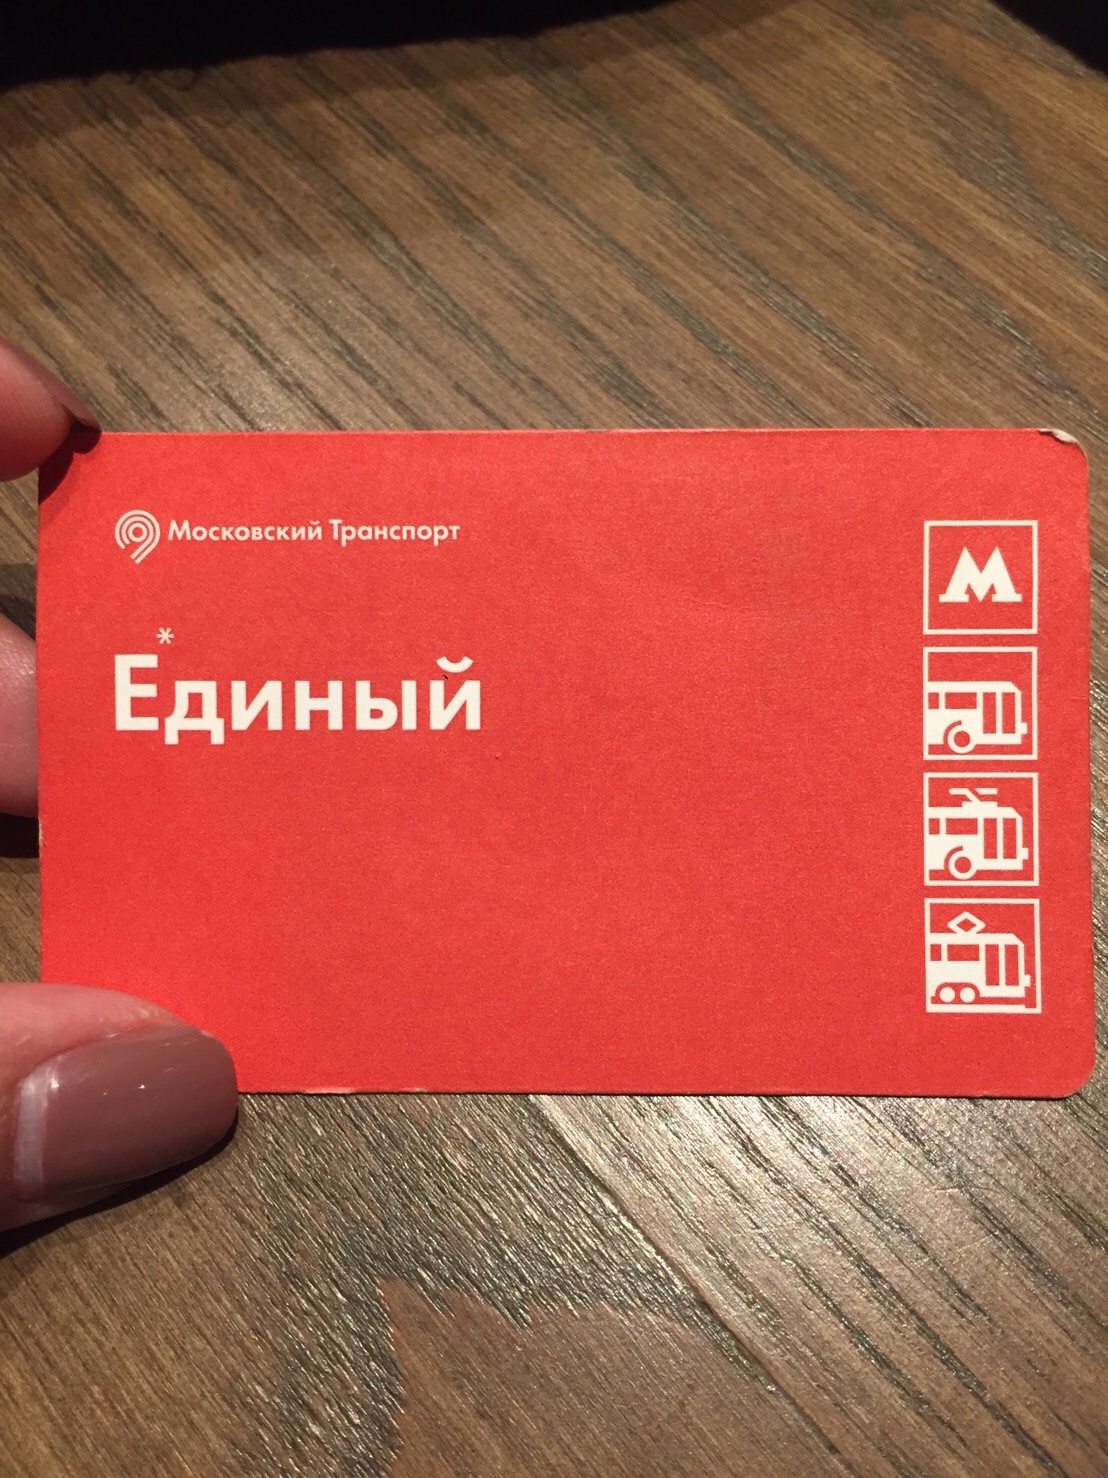 Московский Транспорт
*
Единый
М